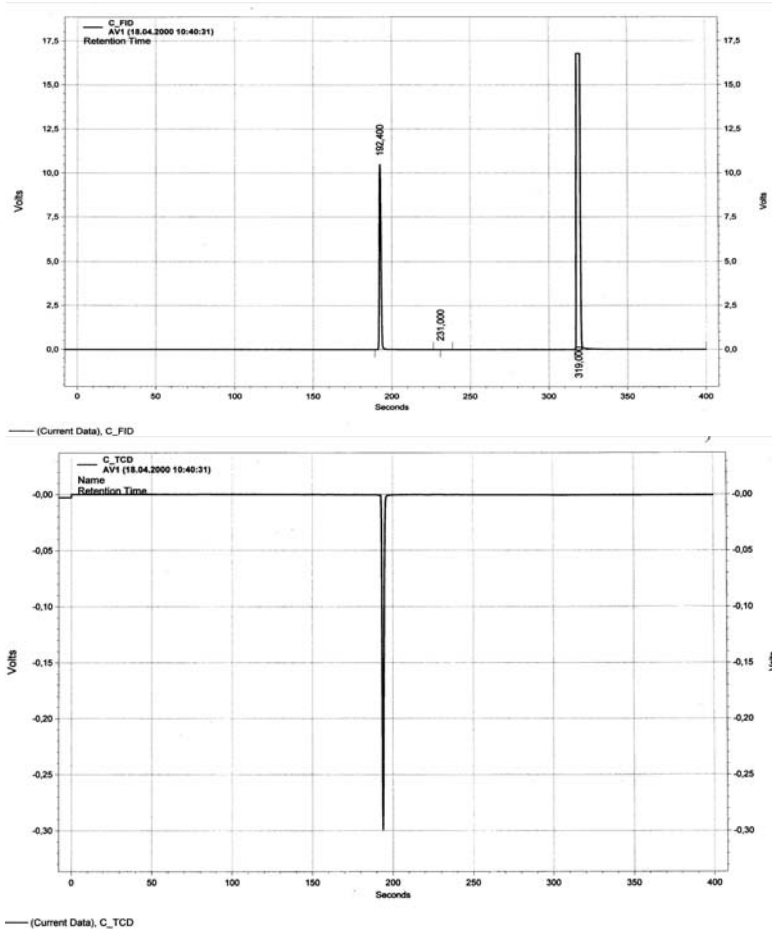 C_FID
AV1 (18.04.2000 10:40:31)
Retention Time
17,5 17,5
15,0 15,0
12,5 12,5
192,400
10,0 10,0
Volts Volts
7,5 7,5
5,0 5,0
2,5 2,5
231,000
0,0 0,0
319,00
0 50 100 150 200 250 300 350 400
Seconds
(Current Data), C_FID
C_TCD
AV1 (18.04.2000 10:40:31)
Name
Retention Time
-0,00 -0,00
-0,05 -0,05
-0,10 -0,10
Volts
-0,15 -0,15
-0,20 -0,20
-0,25 -0,25
-0,30 -0,30
0 50 100 150 200 250 300 350 400
Seconds
(Current Data), C_TCD